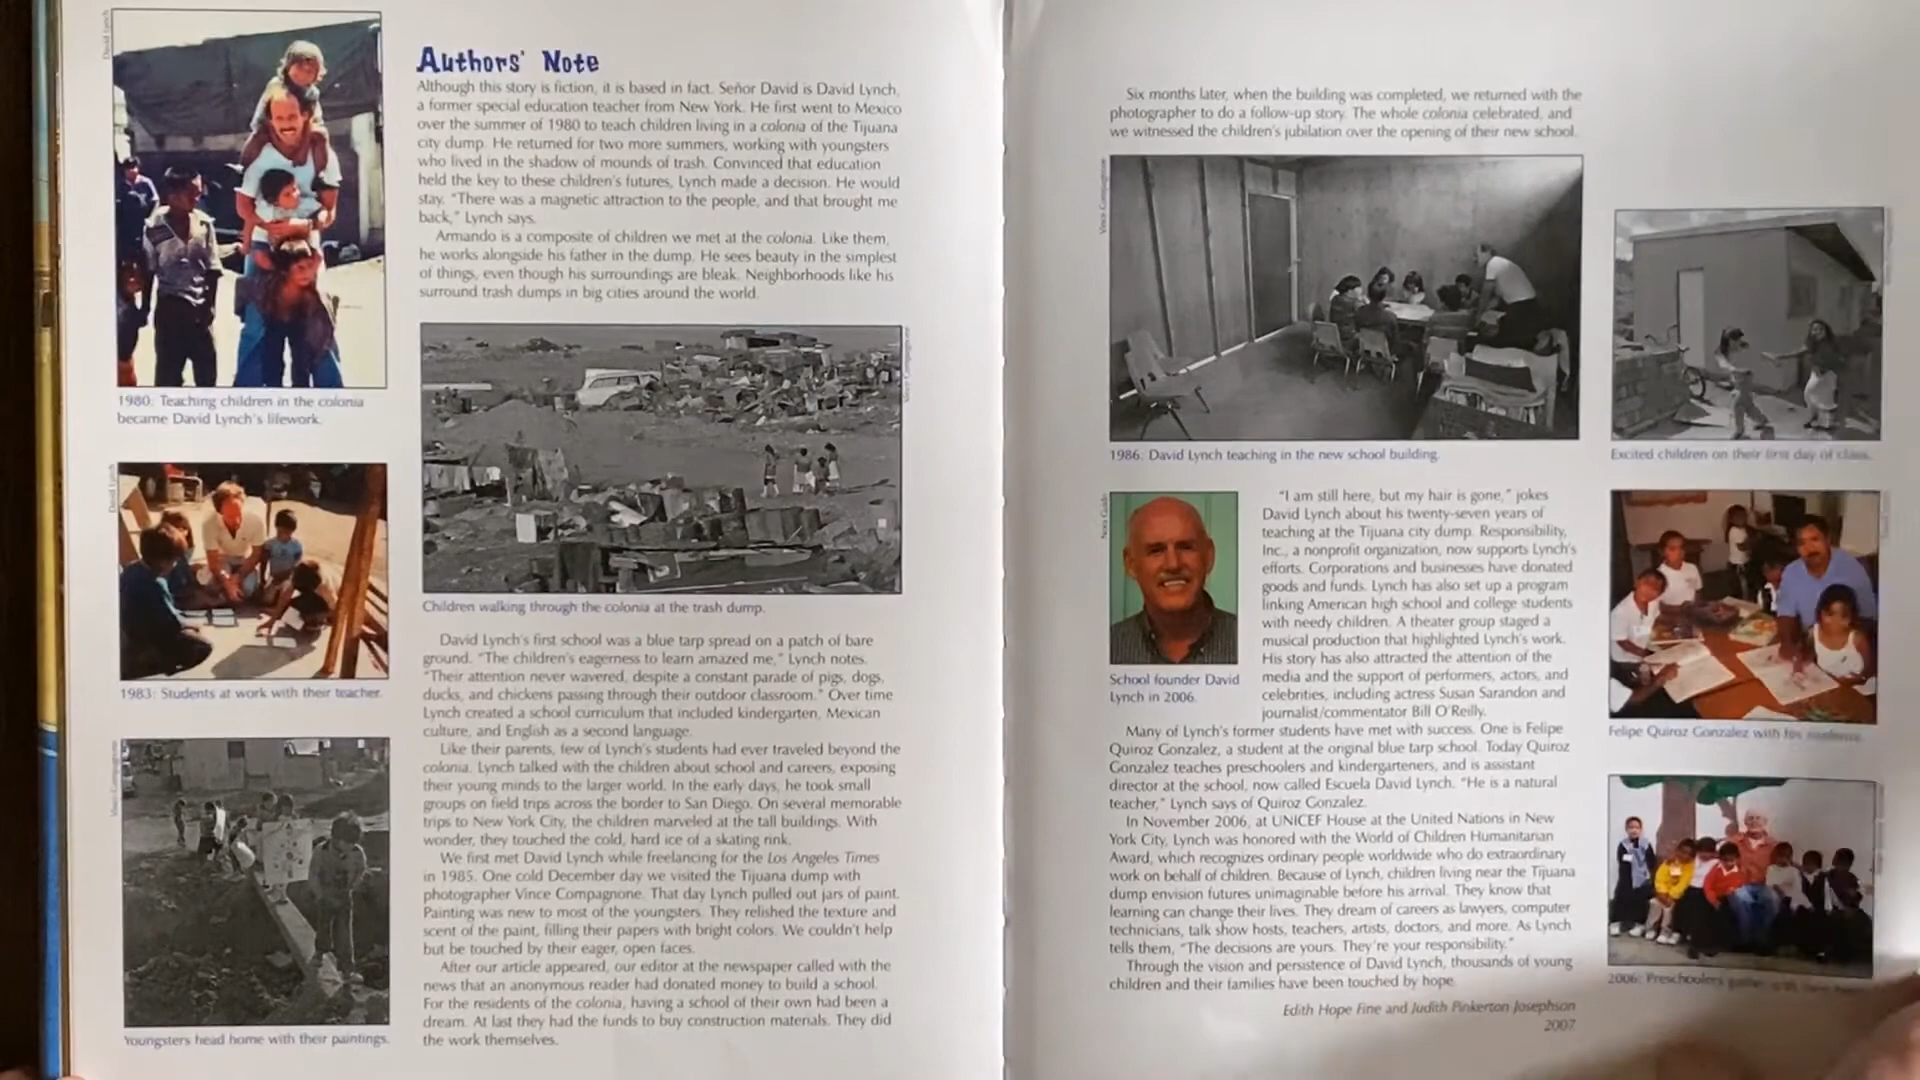 David Lynch
1980: Teaching children in the colonia
became David Lynch's lifework.
David Lynch
1983: Students at work with their teacher.
Vince Compagnone
Youngsters head home with their paintings.
Authors' Note
Although this story is fiction, it is based in fact. Señor David is David Lynch,
a former special education teacher from New York. He first went to Mexico
over the summer of 1980 to teach children living in a colonia of the Tijuana
city dump. He returned for two more summers, working with youngsters
who lived in the shadow of mounds of trash. Convinced that education
held the key to these children's futures, Lynch made a decision. He would
stay. "There was a magnetic attraction to the people, and that brought me
back," Lynch says.
Armando is a composite of children we met at the colonia. Like them,
he works alongside his father in the dump. He sees beauty in the simplest
of things, even though his surroundings are bleak. Neighborhoods like his
surround trash dumps in big cities around the world.
Vince Compagnone
Children walking through the colonia at the trash dump.
David Lynch's first school was a blue tarp spread on a patch of bare
ground. "The children's eagerness to learn amazed me," Lynch notes.
"Their attention never wavered, despite a constant parade of pigs, dogs,
ducks, and chickens passing through their outdoor classroom." Over time
Lynch created a school curriculum that included kindergarten, Mexican
culture, and English as a second language.
Like their parents, few of Lynch's students had ever traveled beyond the
colonia. Lynch talked with the children about school and careers, exposing
their young minds to the larger world. In the early days, he took small
groups on field trips across the border to San Diego. On several memorable
trips to New York City, the children marveled at the tall buildings. With
wonder, they touched the cold, hard ice of a skating rink.
We first met David Lynch while freelancing for the Los Angeles Times
in 1985. One cold December day we visited the Tijuana dump with
photographer Vince Compagnone. That day Lynch pulled out jars of paint.
Painting was new to most of the youngsters. They relished the texture and
scent of the paint, filling their papers with bright colors. We couldn't help
but be touched by their eager, open faces.
After our article appeared, our editor at the newspaper called with the
news that an anonymous reader had donated money to build a school.
For the residents of the colonia, having a school of their own had been a
dream. At last they had the funds to buy construction materials. They did
the work themselves.
Six months later, when the building was completed, we returned with the
photographer to do a follow-up story. The whole colonia celebrated, and
we witnessed the children's jubilation over the opening of their new school.
Vince Compagnone
1986: David Lynch teaching in the new school building.
Nora Guido
School founder David
Lynch in 2006.
"I am still here, but my hair is gone," jokes
David Lynch about his twenty-seven years of
teaching at the Tijuana city dump. Responsibility,
Inc., a nonprofit organization, now supports Lynch's
efforts. Corporations and businesses have donated
goods and funds. Lynch has also set up a program
linking American high school and college students
with needy children. A theater group staged a
musical production that highlighted Lynch's work.
His story has also attracted the attention of the
media and the support of performers, actors, and
celebrities, including actress Susan Sarandon and
journalist/commentator Bill O'Reilly.
Many of Lynch's former students have met with success. One is Felipe
Quiroz Gonzalez, a student at the original blue tarp school. Today Quiroz
Gonzalez teaches preschoolers and kindergarteners, and is assistant
director at the school, now called Escuela David Lynch. "He is a natural
teacher," Lynch says of Quiroz Gonzalez.
In November 2006, at UNICEF House at the United Nations in New
York City, Lynch was honored with the World of Children Humanitarian
Award, which recognizes ordinary people worldwide who do extraordinary
work on behalf of children. Because of Lynch, children living near the Tijuana
dump envision futures unimaginable before his arrival. They know that
learning can change their lives. They dream of careers as lawyers, computer
technicians, talk show hosts, teachers, artists, doctors, and more. As Lynch
tells them, "The decisions are yours. They're your responsibility."
Through the vision and persistence of David Lynch, thousands of young
children and their families have been touched by hope.
Edith Hope Fine and Judith Pinkerton Josephson
2007
Excited children on their first day of class.
Felipe Quiroz Gonzalez with his
2006: Preschoolers